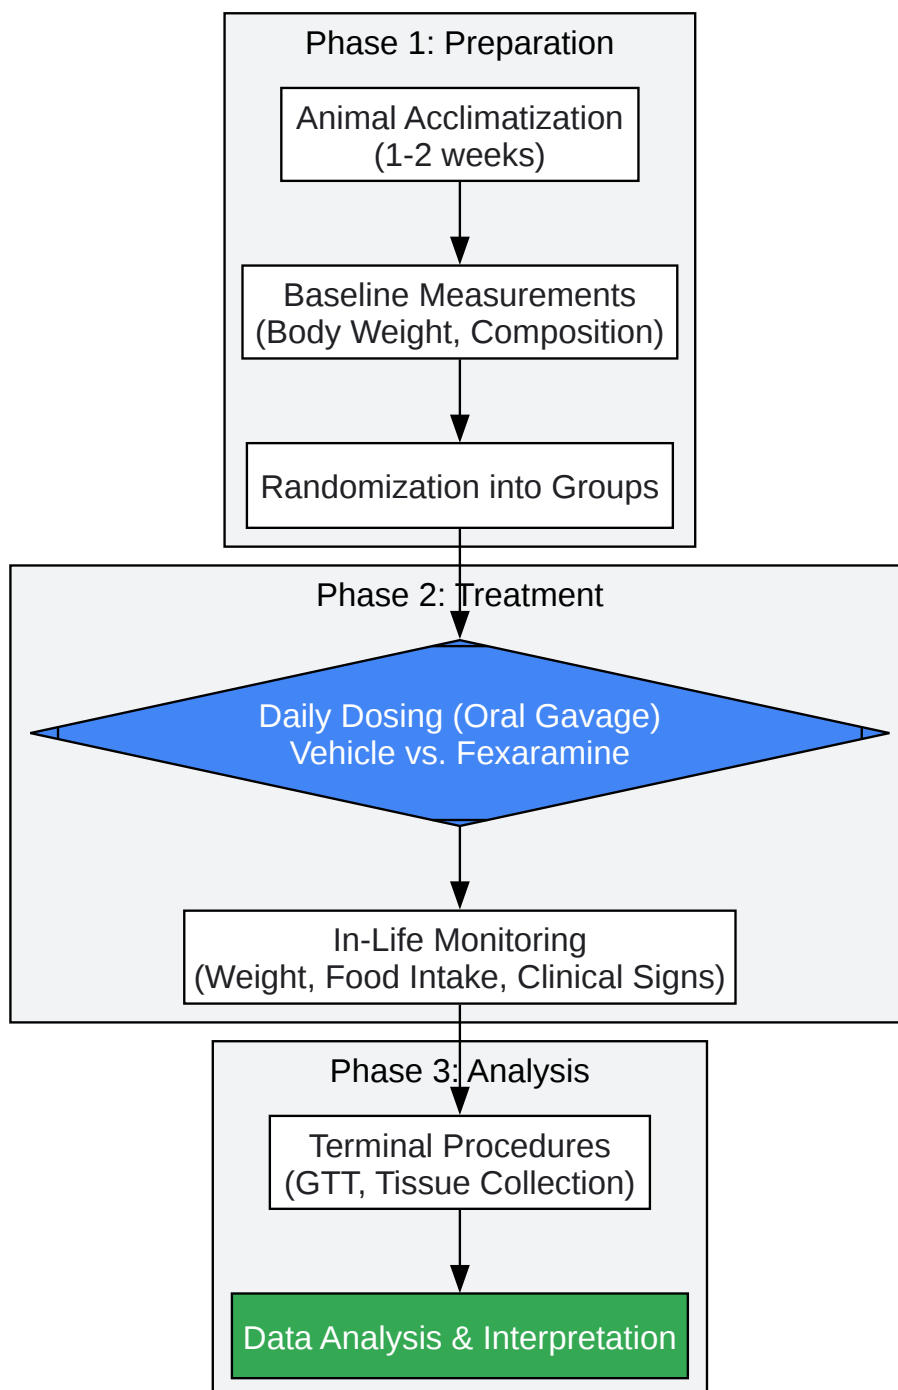 Phase 1: Preparation
Animal Acclimatization
(1-2 weeks)
Baseline Measurements
(Body Weight, Composition)
Randomization into Groups
Phase 2: Treatment
Daily Dosing (Oral Gavage)
Vehicle vs. Fexaramine
In-Life Monitoring
(Weight, Food Intake, Clinical Signs)
Phase 3: Analysis
Terminal Procedures
(GTT, Tissue Collection)
Data Analysis & Interpretation